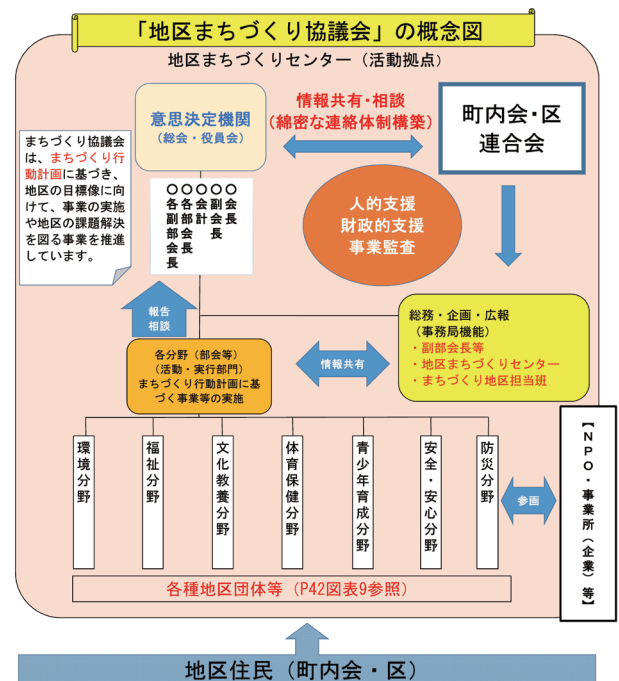 「地区まちづくり協議会」の概念図
地区まちづくりセンター（活動拠点）
意思決定機関
（総会・役員会）
情報共有・相談
（綿密な連絡体制構築）
町内会・区
連合会
まちづくり協議会
は、まちづくり行
動計画に基づき、
地区の目標像に向
けて、事業の実施
や地区の課題解決
を図る事業を推進
しています。
〇会長
〇副会長
〇会計
〇各部会長
〇各副部会長
人的支援
財政的支援
事業監査
報告
相談
総務・企画・広報
（事務局機能）
・副部会長等
・地区まちづくりセンター
・まちづくり地区担当班
各分野（部会等）
（活動・実行部門）
まちづくり行動計画に基
づく事業等の実施
情報共有
環境分野
福祉分野
文化教養分野
体育保健分野
青少年育成分野
安全・安心分野
防災分野
参画
【NPO・事業所（企業）等】
各種地区団体等（P42図表9参照）
地区住民（町内会・区）